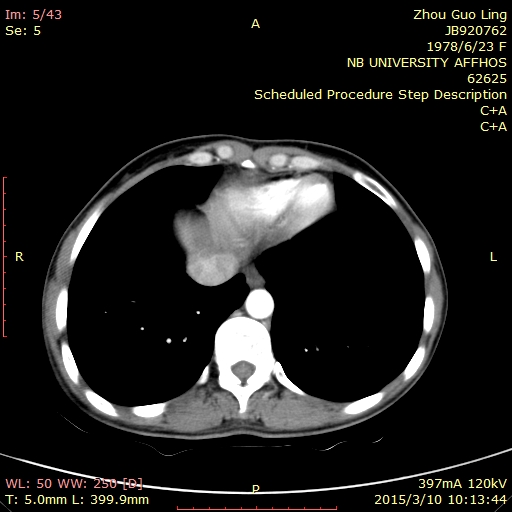 Im: 5/43
Se: 5
A
Zhou Guo Ling
JB920762
1978/6/23 F
NB UNIVERSITY AFFHOS
62625
Scheduled Procedure Step Description
C+A
C+A
R
L
WL: 50 WW: 250 [D]
T: 5.0mm L: 399.9mm
P
397mA 120kV
2015/3/10 10:13:44